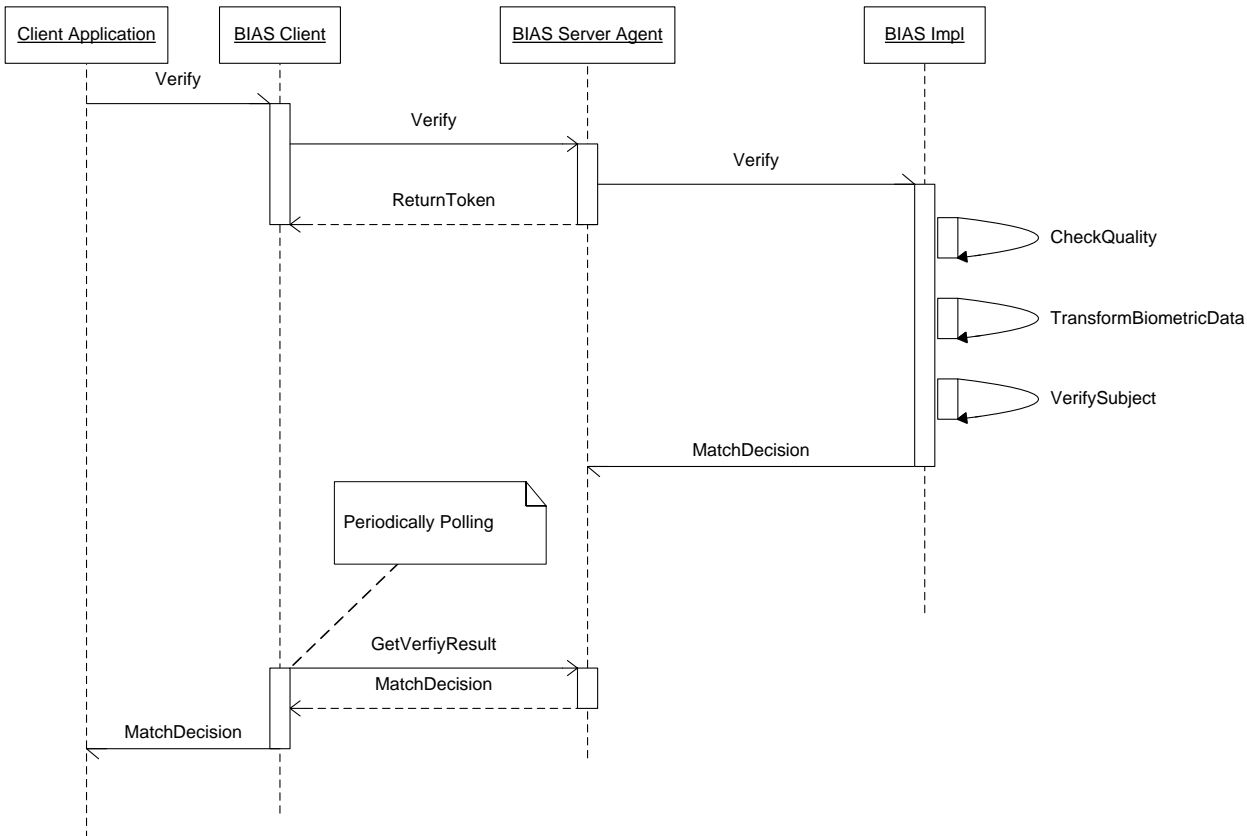 Client Application
BIAS Client
BIAS Server Agent
BIAS Impl
Verify
Verify
Verify
ReturnToken
CheckQuality
TransformBiometricData
VerifySubject
MatchDecision
Periodically Polling
GetVerfiyResult
MatchDecision
MatchDecision